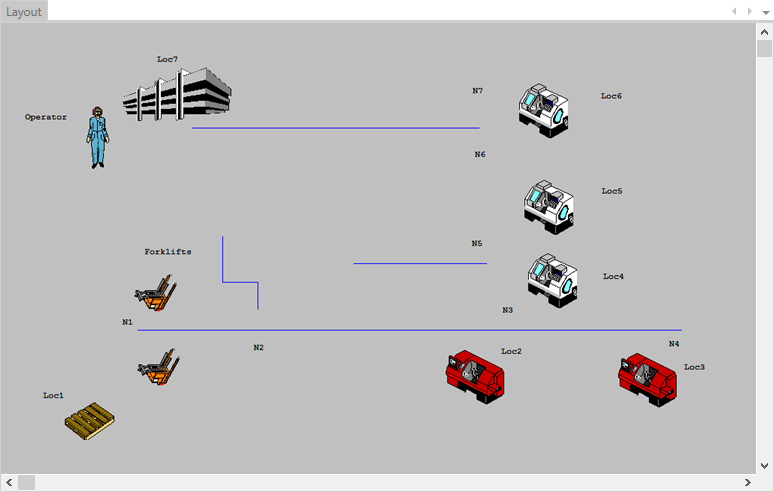 Layout
Loc7
N7
Loc6
Operator
N6
Loc5
N5
Forklifts
Loc4
N3
N1
N2
Loc2
N4
Loc3
Loc1